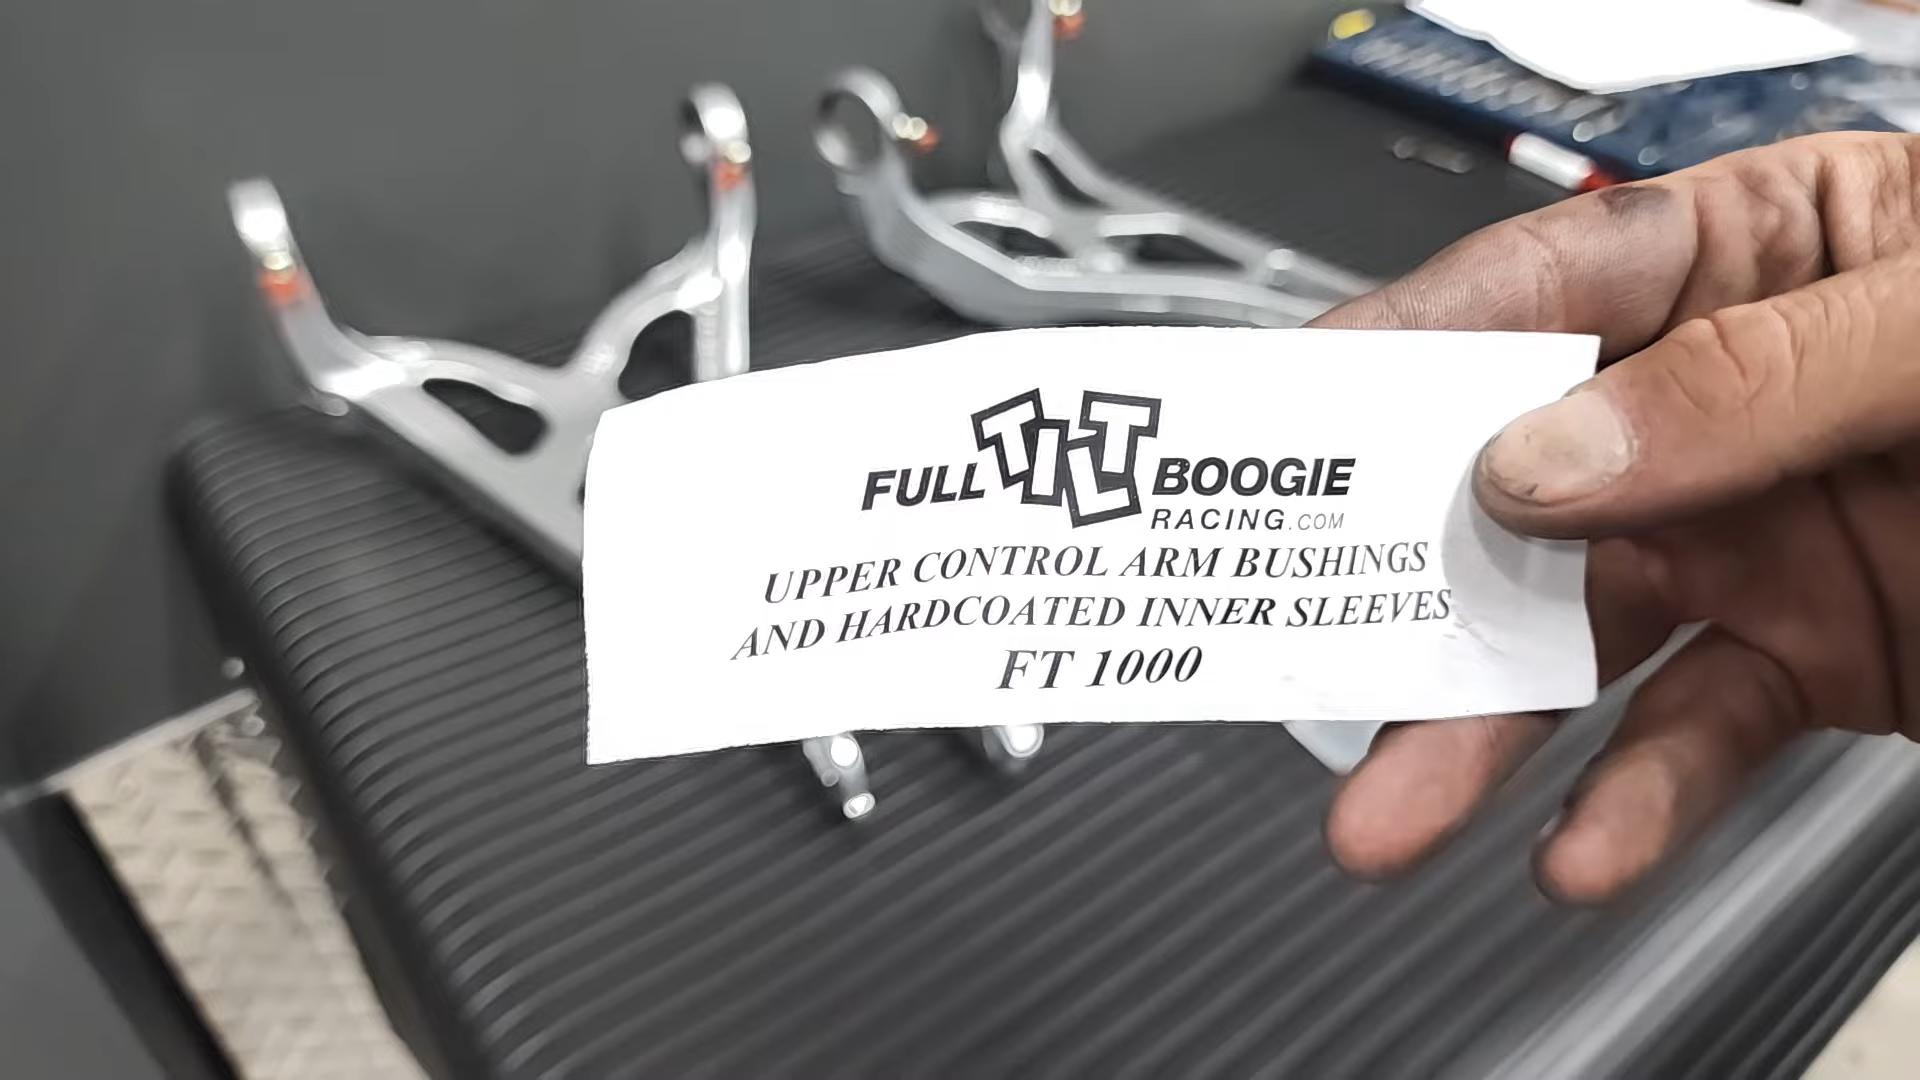 FULL TILT BOOGIE
RACING.COM
UPPER CONTROL ARM BUSHINGS
AND HARDCOATED INNER SLEEVES
FT 1000